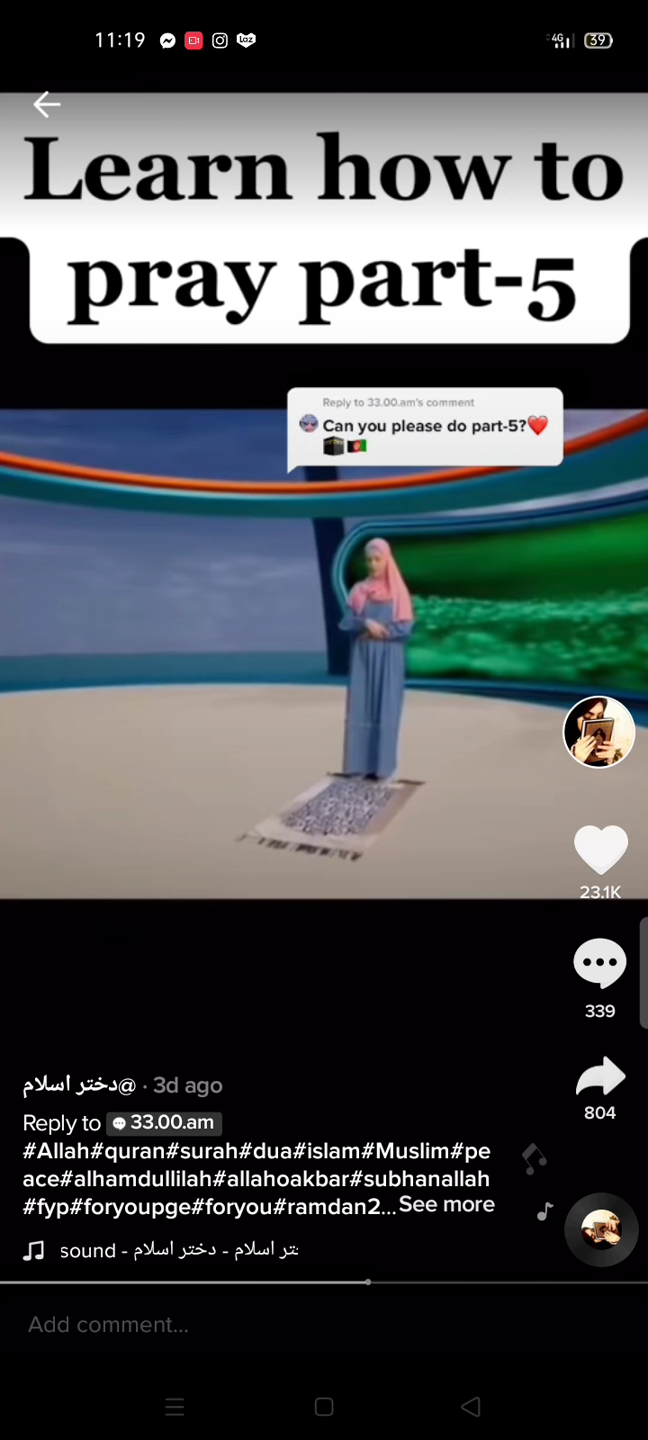 11:19
Laz
4G
39
Learn how to
pray part-5
Reply to 33.00.am's comment
Can you please do part-5?❤️
🕋🇦🇫
23.1K
339
804
@دختر اسلام · 3d ago
Reply to 33.00.am
#Allah#quran#surah#dua#islam#Muslim#pe
ace#alhamdullilah#allahoakbar#subhanallah
#fyp#foryoupge#foryou#ramdan2...See more
sound - دختر اسلام - دختر اسلام
Add comment...